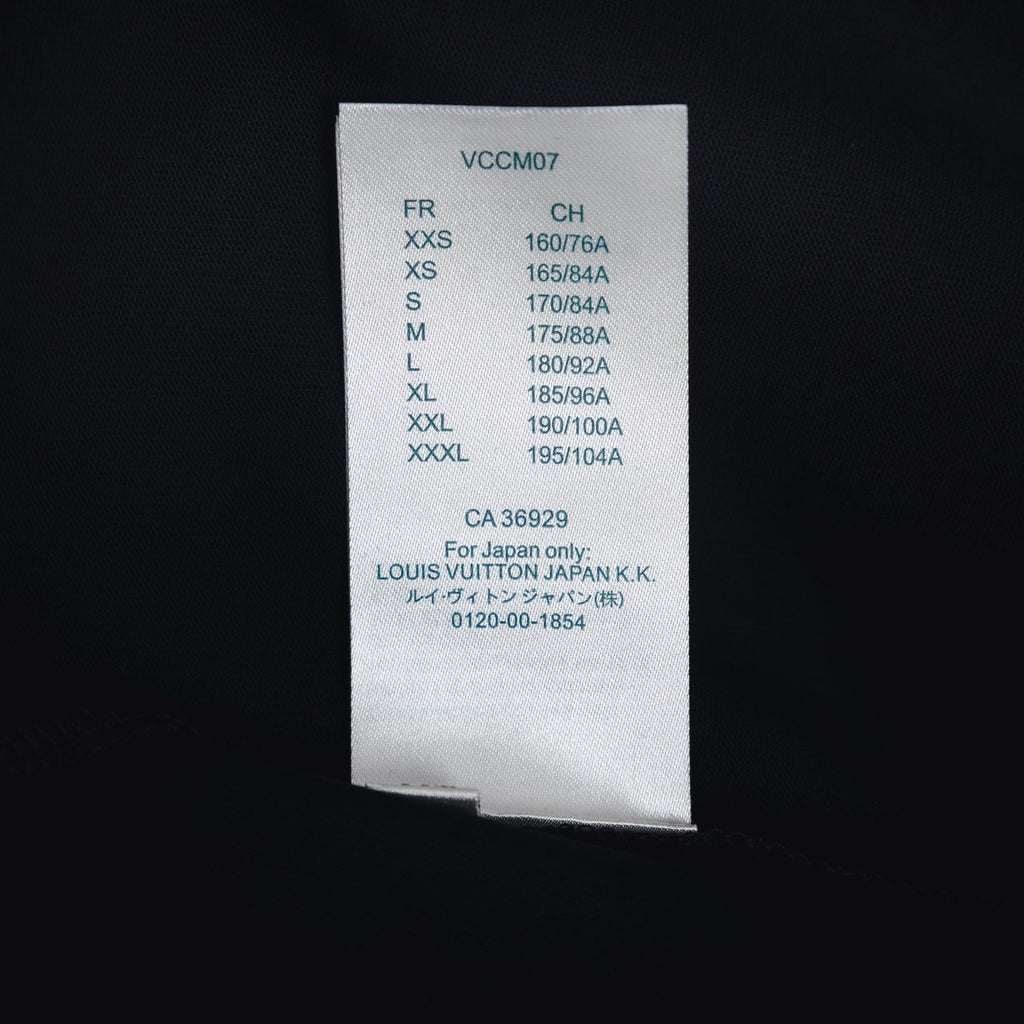 VCCM07
FR CH
XXS 160/76A
XS 165/84A
S 170/84A
M 175/88A
L 180/92A
XL 185/96A
XXL 190/100A
XXXL 195/104A
CA 36929
For Japan only:
LOUIS VUITTON JAPAN K.K.
ルイ・ヴィトン ジャパン(株)
0120-00-1854